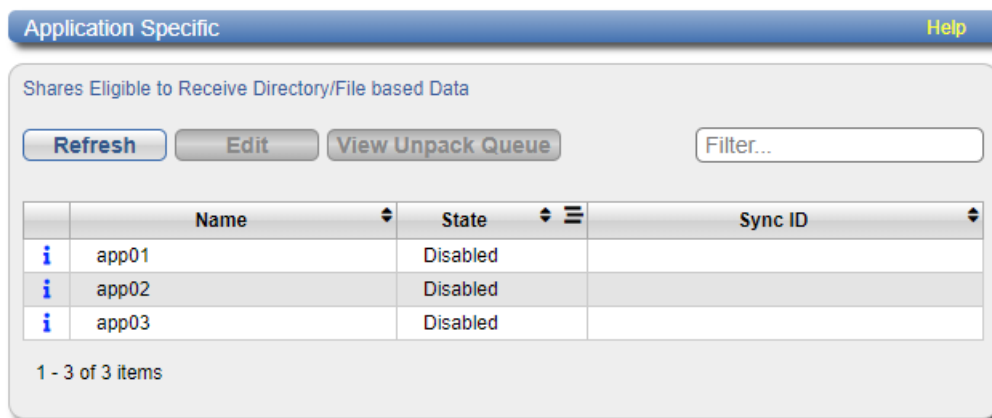 Application Specific Help
Shares Eligible to Receive Directory/File based Data
Refresh Edit View Unpack Queue Filter...
Name State Sync ID
i app01 Disabled
i app02 Disabled
i app03 Disabled
1 - 3 of 3 items